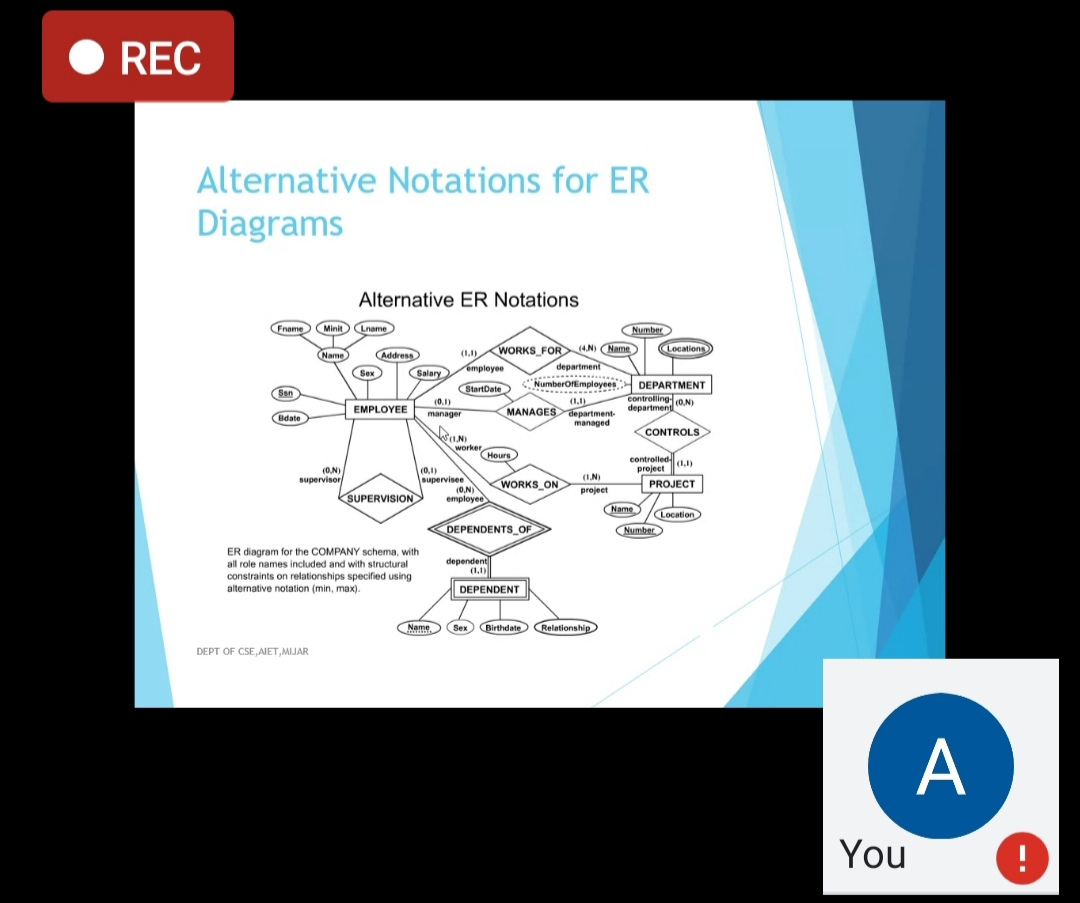 REC
Alternative Notations for ER
Diagrams
Alternative ER Notations
Fname Minit Lname
Number
Name
Address
(1,1)
WORKS_FOR
(4,N)
Name
Locations
Sex
Salary
employee
department
Ssn
StartDate
NumberOfEmployees
DEPARTMENT
EMPLOYEE
(0,1)
manager
MANAGES
(1,1)
department-
managed
controlling-
department
(0,N)
Bdate
CONTROLS
(1,N)
worker
Hours
controlled-
project
(1,1)
(0,N)
supervisor
(0,1)
supervisee
SUPERVISION
(0,N)
employee
WORKS_ON
(1,N)
project
PROJECT
Name
Location
Number
DEPENDENTS_OF
ER diagram for the COMPANY schema, with
all role names included and with structural
constraints on relationships specified using
alternative notation (min, max).
dependent
(1,1)
DEPENDENT
Name Sex Birthdate Relationship
DEPT OF CSE,AIET,MIJAR
A
You
!